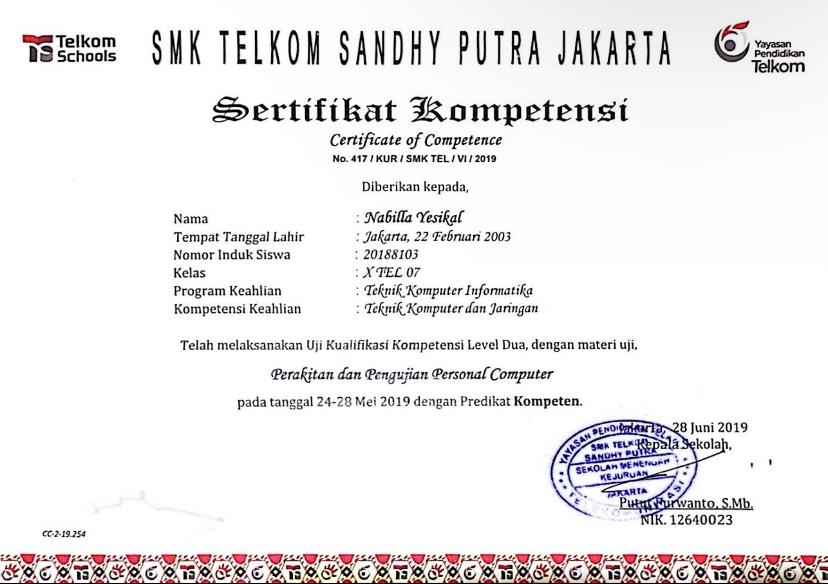 Telkom
Schools
SMK TELKOM SANDHY PUTRA JAKARTA
Yayasan
Pendidikan
Telkom
Sertifikat Kompetensi
Certificate of Competence
No. 417 / KUR / SMK TEL / VI / 2019
Diberikan kepada,
Nama : Nabilla Yesikal
Tempat Tanggal Lahir : Jakarta, 22 Februari 2003
Nomor Induk Siswa : 20188103
Kelas : X TEL 07
Program Keahlian : Teknik Komputer Informatika
Kompetensi Keahlian : Teknik Komputer dan Jaringan
Telah melaksanakan Uji Kualifikasi Kompetensi Level Dua, dengan materi uji,
Perakitan dan Pengujian Personal Computer
pada tanggal 24-28 Mei 2019 dengan Predikat Kompeten.
Jakarta, 28 Juni 2019
Kepala Sekolah,
SMK TELKOM
SANDHY PUTRA
SEKOLAH MENENGAH
KEJURUAN
JAKARTA
Purwanto, S.Mb.
NIK. 12640023
CC-2-19.254